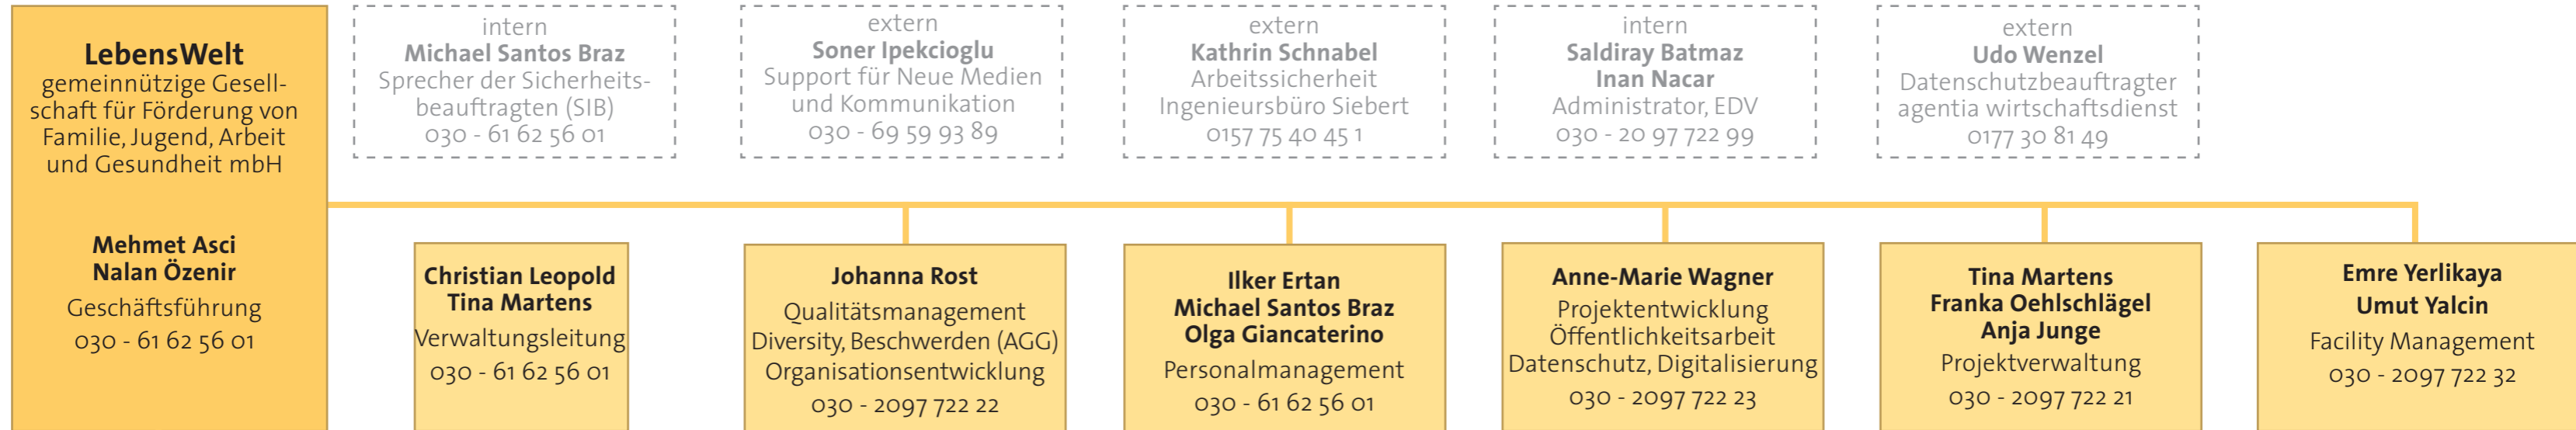 LebensWelt
gemeinnützige Gesell-
schaft für Förderung von
Familie, Jugend, Arbeit
und Gesundheit mbH
Mehmet Asci
Nalan Özenir
Geschäftsführung
030 - 61 62 56 01
intern
Michael Santos Braz
Sprecher der Sicherheits-
beauftragten (SIB)
030 - 61 62 56 01
extern
Soner Ipekcioglu
Support für Neue Medien
und Kommunikation
030 - 69 59 93 89
extern
Kathrin Schnabel
Arbeitssicherheit
Ingenieursbüro Siebert
0157 75 40 45 1
intern
Saldiray Batmaz
Inan Nacar
Administrator, EDV
030 - 20 97 722 99
extern
Udo Wenzel
Datenschutzbeauftragter
agentia wirtschaftsdienst
0177 30 81 49
Christian Leopold
Tina Martens
Verwaltungsleitung
030 - 61 62 56 01
Johanna Rost
Qualitätsmanagement
Diversity, Beschwerden (AGG)
Organisationsentwicklung
030 - 2097 722 22
Ilker Ertan
Michael Santos Braz
Olga Giancaterino
Personalmanagement
030 - 61 62 56 01
Anne-Marie Wagner
Projektentwicklung
Öffentlichkeitsarbeit
Datenschutz, Digitalisierung
030 - 2097 722 23
Tina Martens
Franka Oehlschlägel
Anja Junge
Projektverwaltung
030 - 2097 722 21
Emre Yerlikaya
Umut Yalcin
Facility Management
030 - 2097 722 32